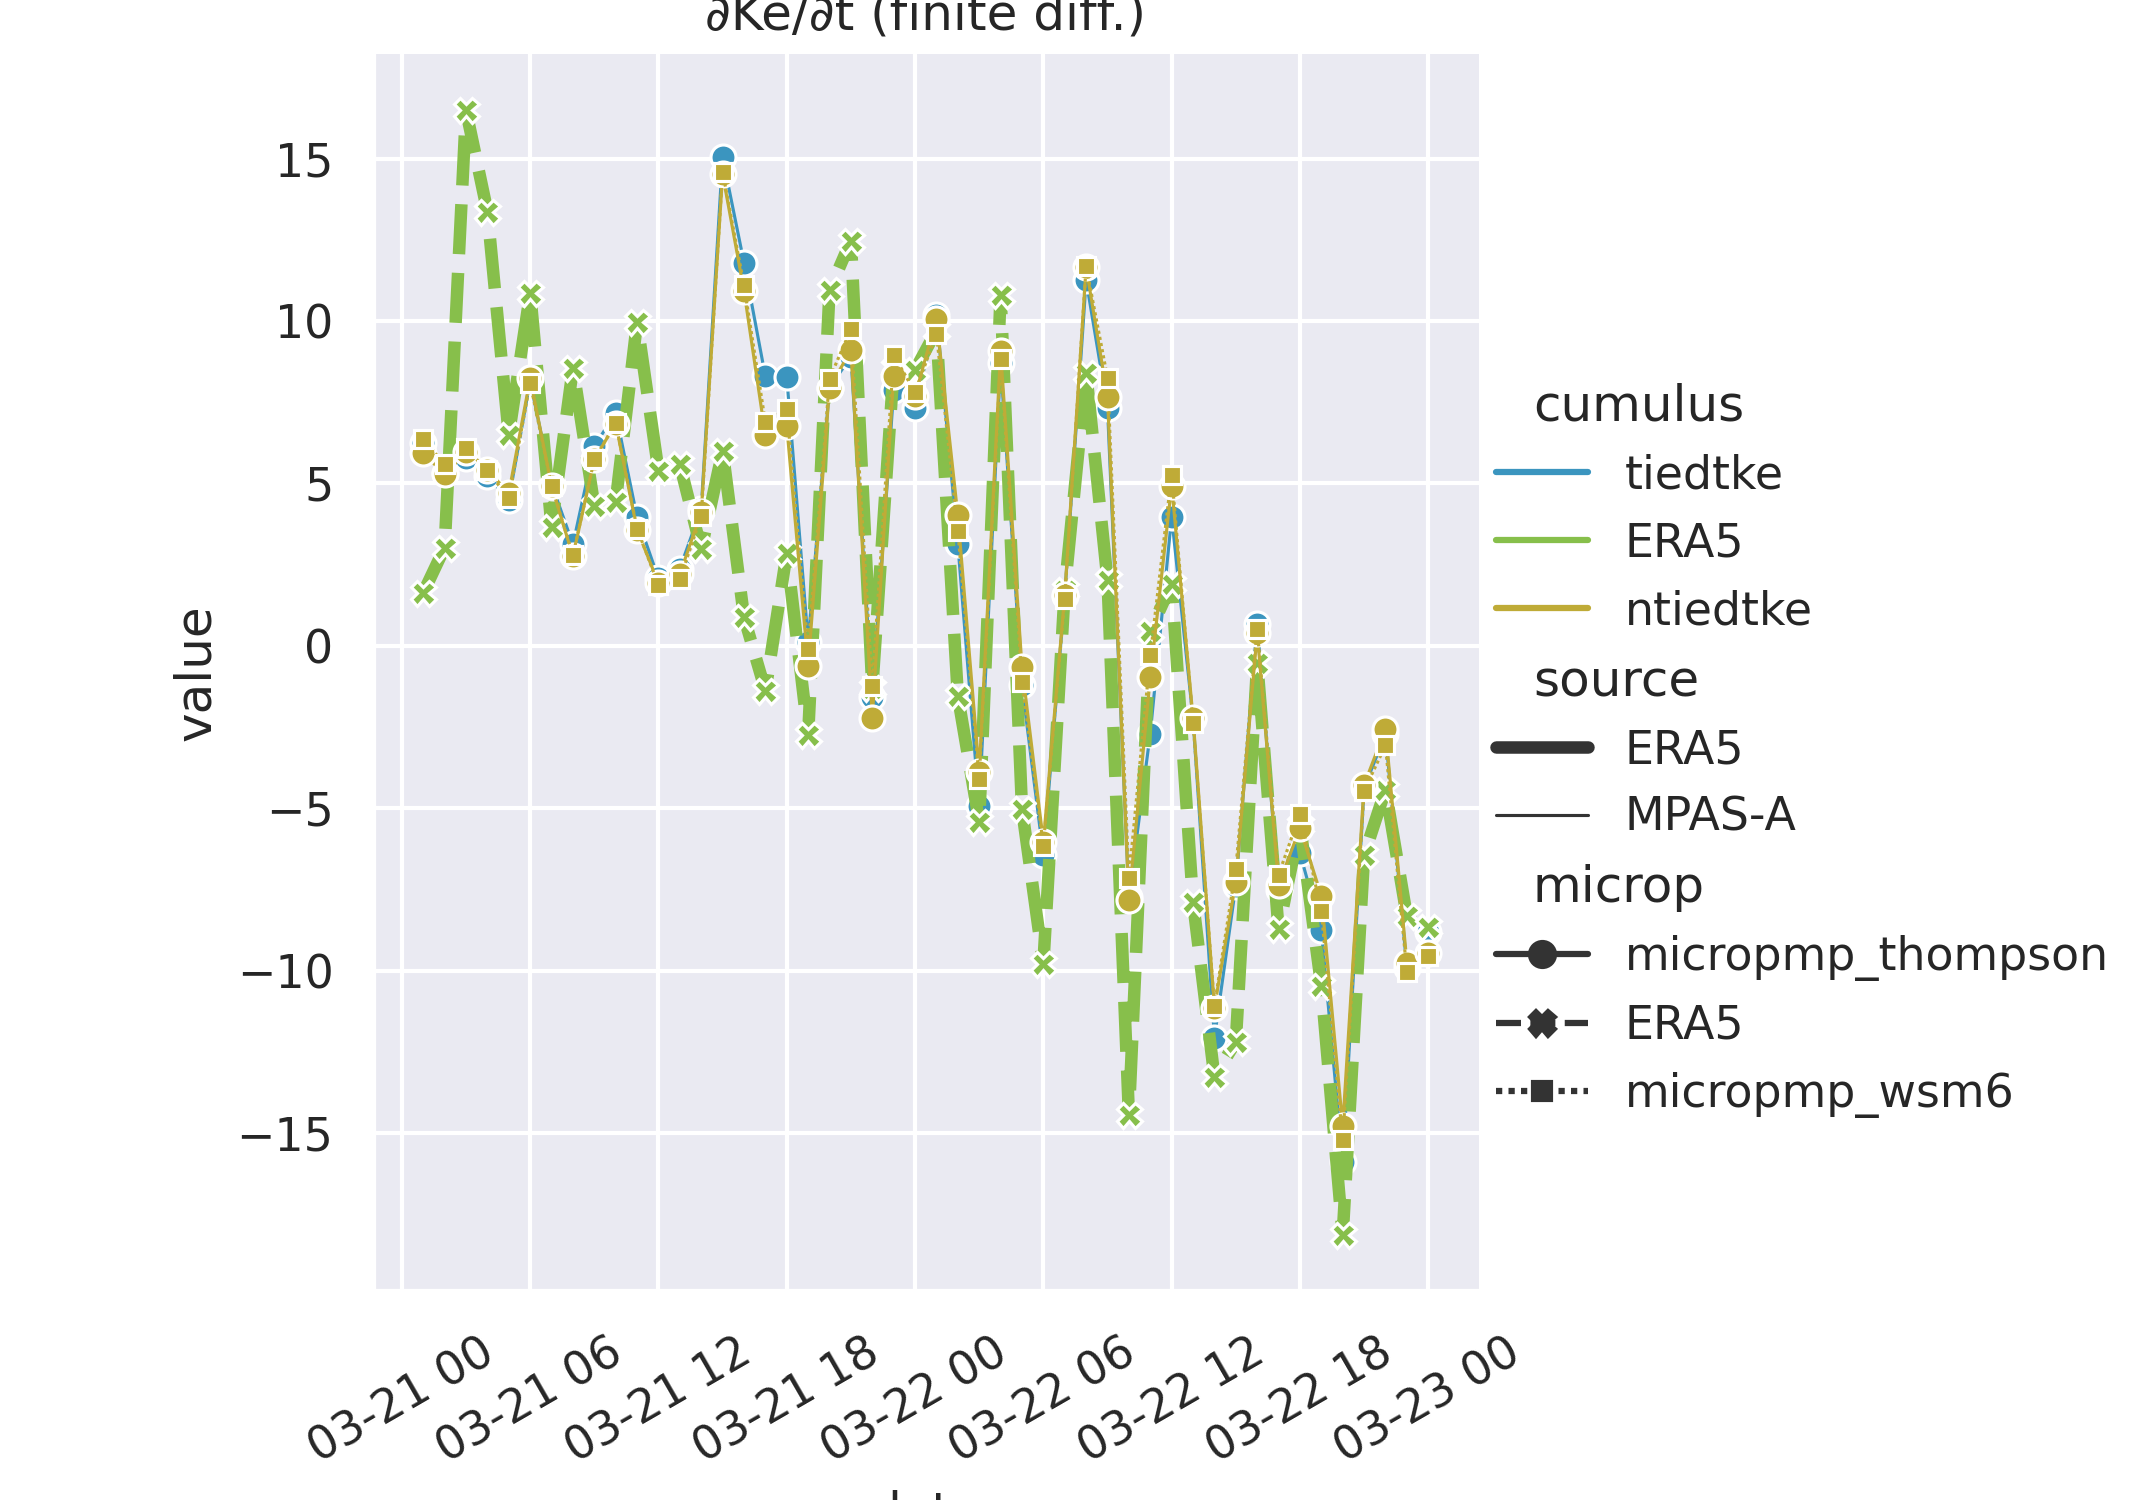 ∂Ke/∂t (finite diff.)
15
10
5
0
−5
−10
−15
value
03-21 00
03-21 06
03-21 12
03-21 18
03-22 00
03-22 06
03-22 12
03-22 18
03-23 00
cumulus
tiedtke
ERA5
ntiedtke
source
ERA5
MPAS-A
microp
micropmp_thompson
ERA5
micropmp_wsm6